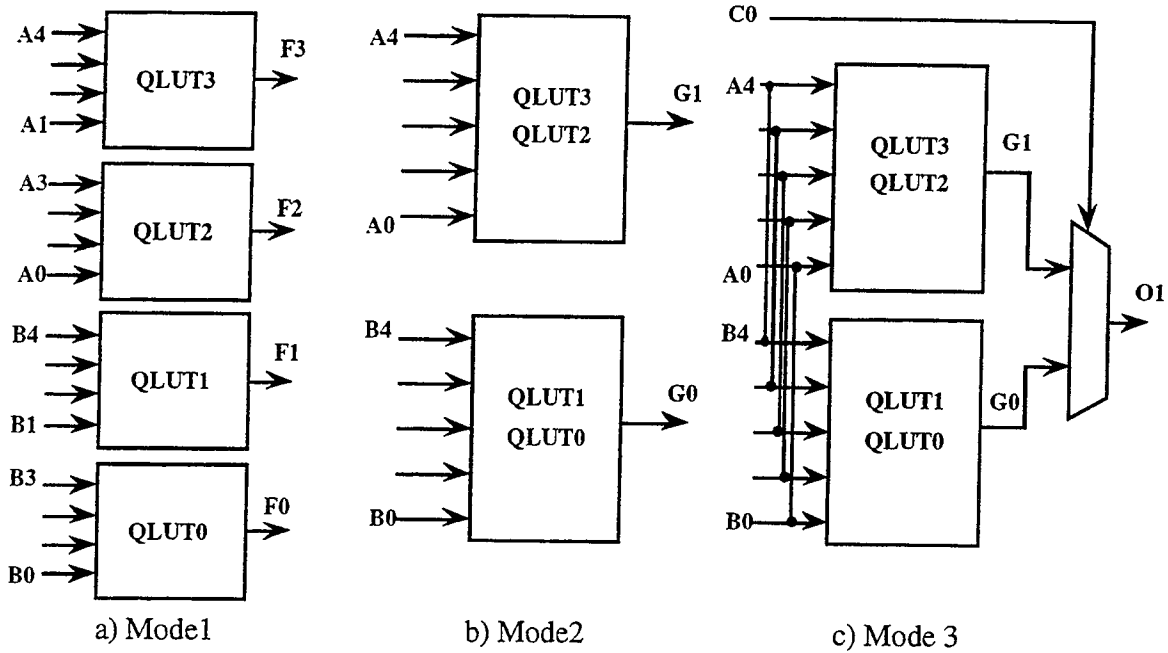 A4
QLUT3
F3
A1
A3
QLUT2
F2
A0
B4
QLUT1
F1
B1
B3
QLUT0
F0
B0
a) Mode1
A4
QLUT3
QLUT2
G1
A0
B4
QLUT1
QLUT0
G0
B0
b) Mode2
C0
A4
QLUT3
QLUT2
G1
A0
O1
B4
QLUT1
QLUT0
G0
B0
c) Mode 3